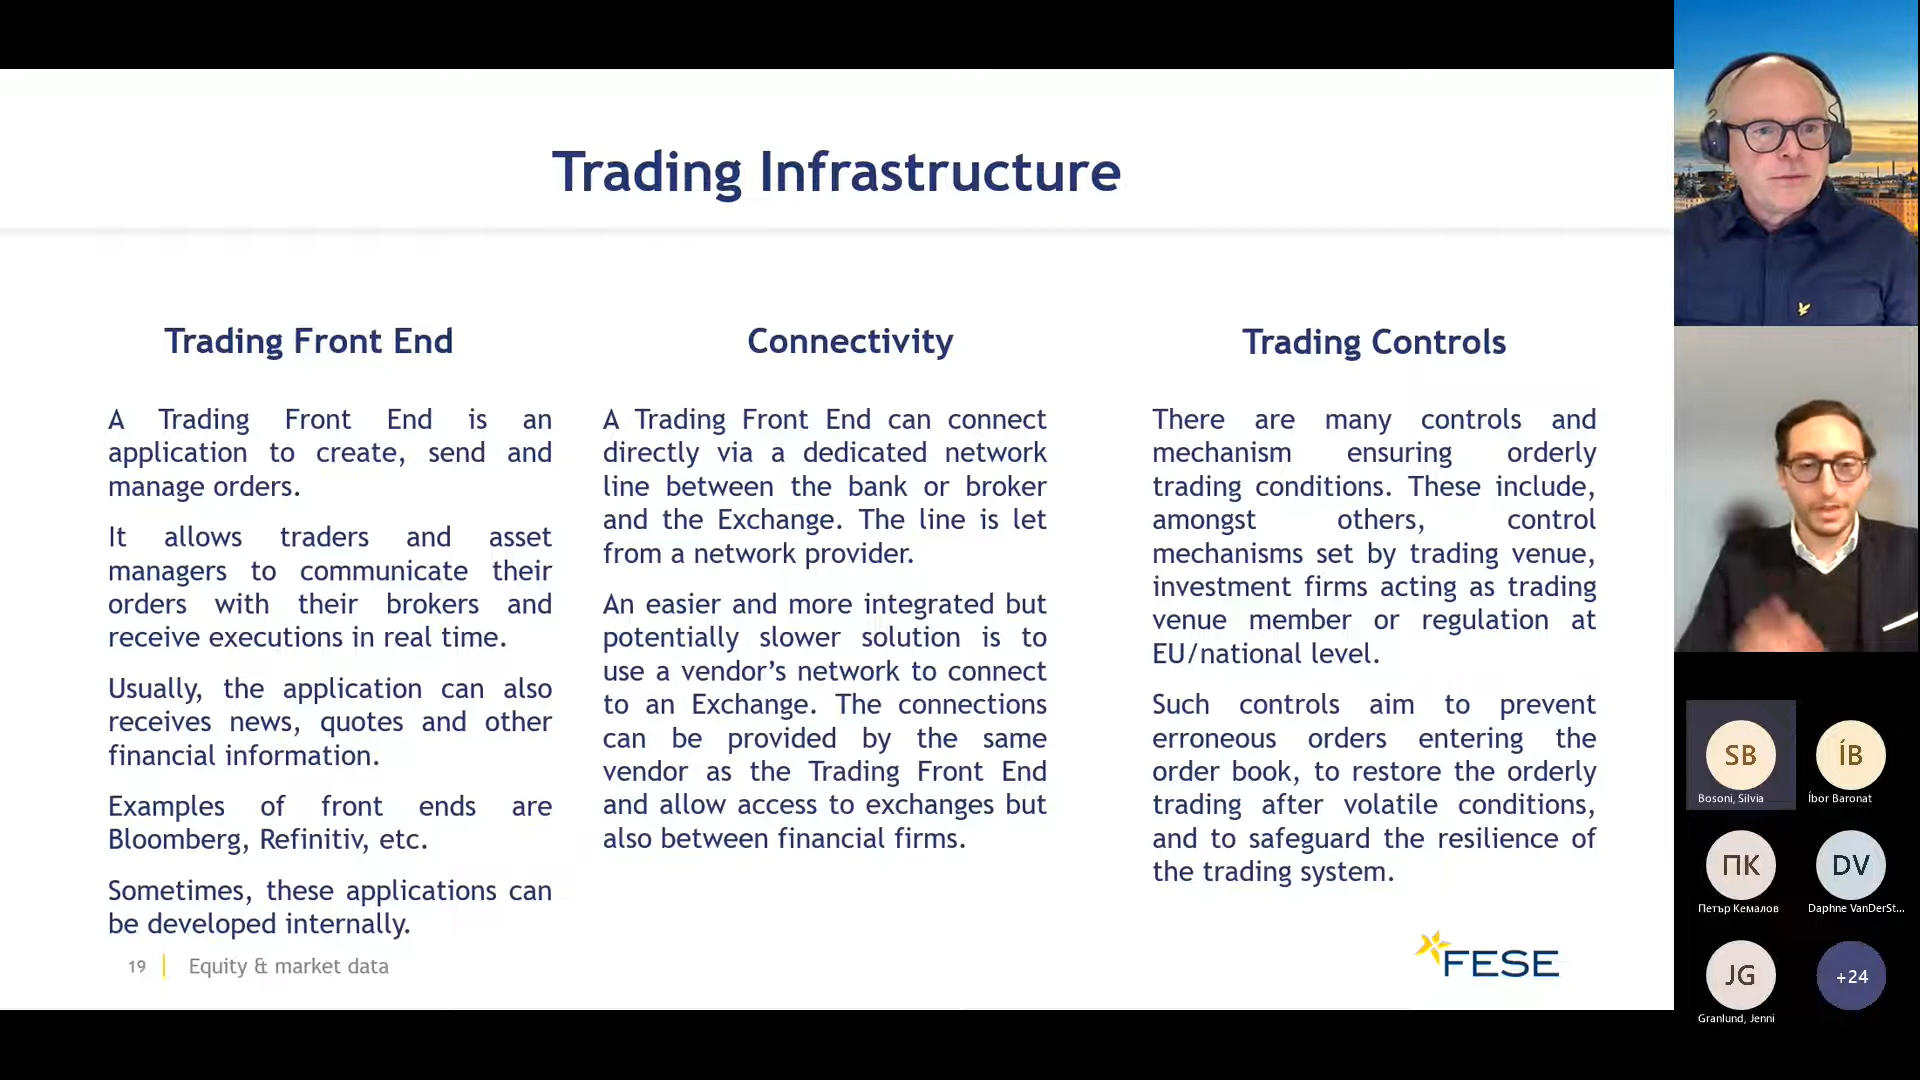 Trading Infrastructure
Trading Front End
A Trading Front End is an
application to create, send and
manage orders.
It allows traders and asset
managers to communicate their
orders with their brokers and
receive executions in real time.
Usually, the application can also
receives news, quotes and other
financial information.
Examples of front ends are
Bloomberg, Refinitiv, etc.
Sometimes, these applications can
be developed internally.
Connectivity
A Trading Front End can connect
directly via a dedicated network
line between the bank or broker
and the Exchange. The line is let
from a network provider.
An easier and more integrated but
potentially slower solution is to
use a vendor’s network to connect
to an Exchange. The connections
can be provided by the same
vendor as the Trading Front End
and allow access to exchanges but
also between financial firms.
Trading Controls
There are many controls and
mechanism ensuring orderly
trading conditions. These include,
amongst others, control
mechanisms set by trading venue,
investment firms acting as trading
venue member or regulation at
EU/national level.
Such controls aim to prevent
erroneous orders entering the
order book, to restore the orderly
trading after volatile conditions,
and to safeguard the resilience of
the trading system.
19
Equity & market data
FESE
SB
Bosoni, Silvia
ÍB
Íbor Baronat
ПК
Петър Кемалов
DV
Daphne VanDerSt...
JG
Granlund, Jenni
+24